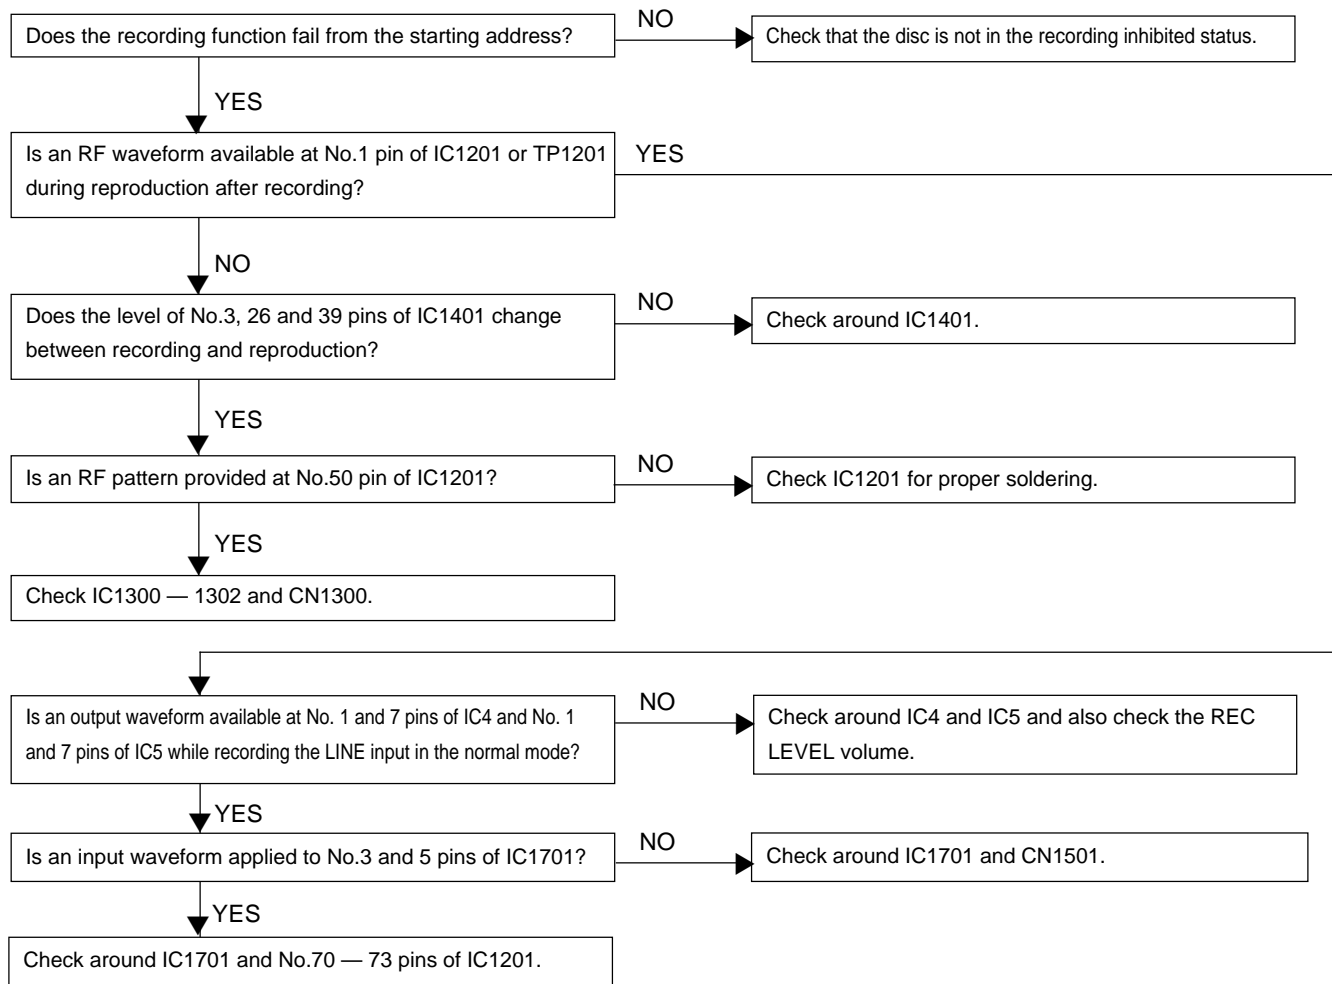 Does the recording function fail from the starting address?
NO
Check that the disc is not in the recording inhibited status.
YES
Is an RF waveform available at No.1 pin of IC1201 or TP1201
during reproduction after recording?
YES
NO
Does the level of No.3, 26 and 39 pins of IC1401 change
between recording and reproduction?
NO
Check around IC1401.
YES
Is an RF pattern provided at No.50 pin of IC1201?
NO
Check IC1201 for proper soldering.
YES
Check IC1300 — 1302 and CN1300.
Is an output waveform available at No. 1 and 7 pins of IC4 and No. 1
and 7 pins of IC5 while recording the LINE input in the normal mode?
NO
Check around IC4 and IC5 and also check the REC
LEVEL volume.
YES
Is an input waveform applied to No.3 and 5 pins of IC1701?
NO
Check around IC1701 and CN1501.
YES
Check around IC1701 and No.70 — 73 pins of IC1201.